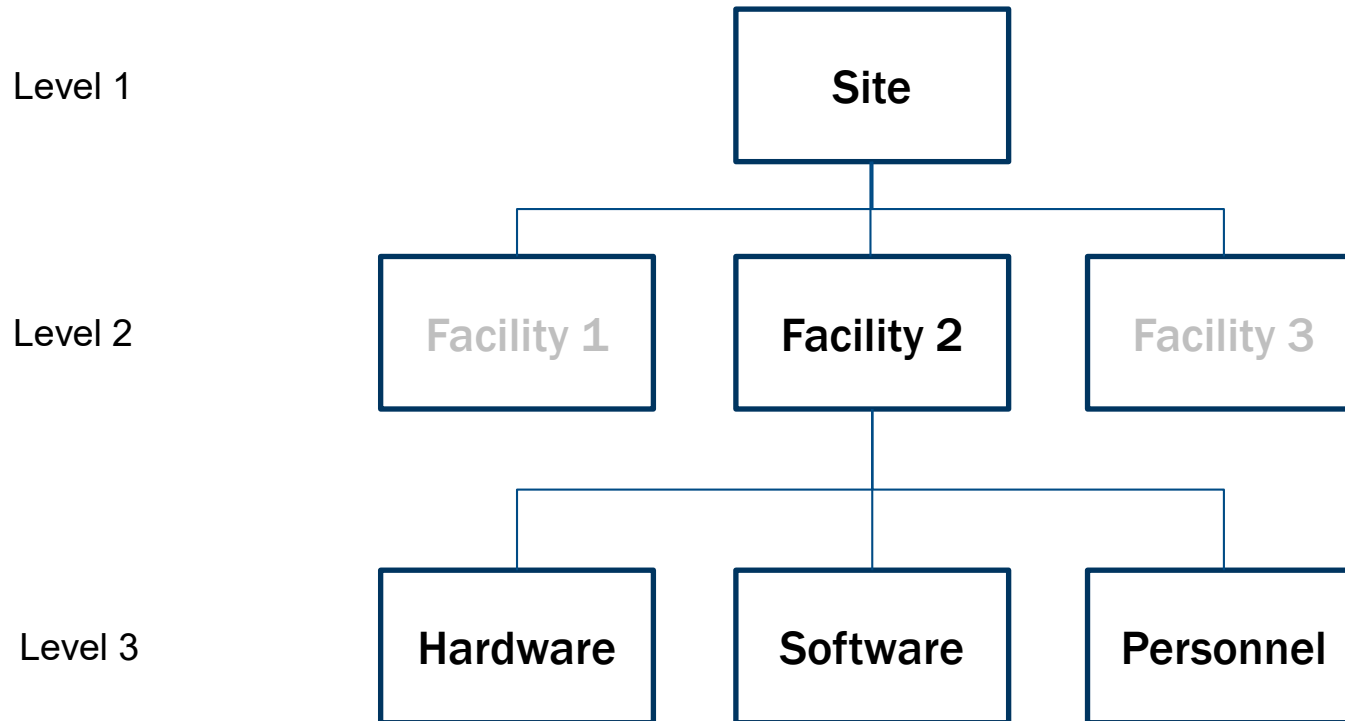 Level 1
Site
Level 2
Facility 1
Facility 2
Facility 3
Level 3
Hardware
Software
Personnel